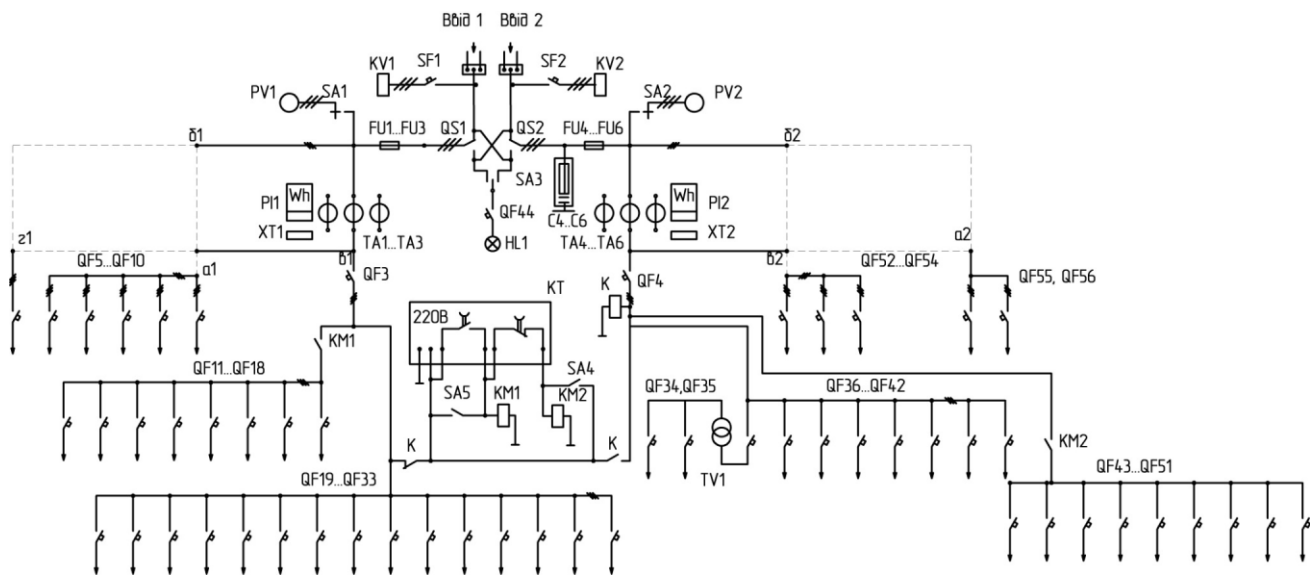 Ввід 1 Ввід 2
KV1 SF1 SF2 KV2
PV1 SA1 SA2 PV2
б1 FU1...FU3 QS1 QS2 FU4...FU6 б2
SA3
Wh PI1 Wh PI2
QF44 C4..C6
XT1 TA1...TA3 HL1 TA4...TA6 XT2
г1 а1 в1 в2 а2
QF5...QF10 QF3 QF4 QF52...QF54 QF55, QF56
KT K
220В
KM1
QF11...QF18 SA5 KM1 SA4 KM2 QF34,QF35 QF36...QF42
KM2
K K
TV1
QF19...QF33 QF43...QF51